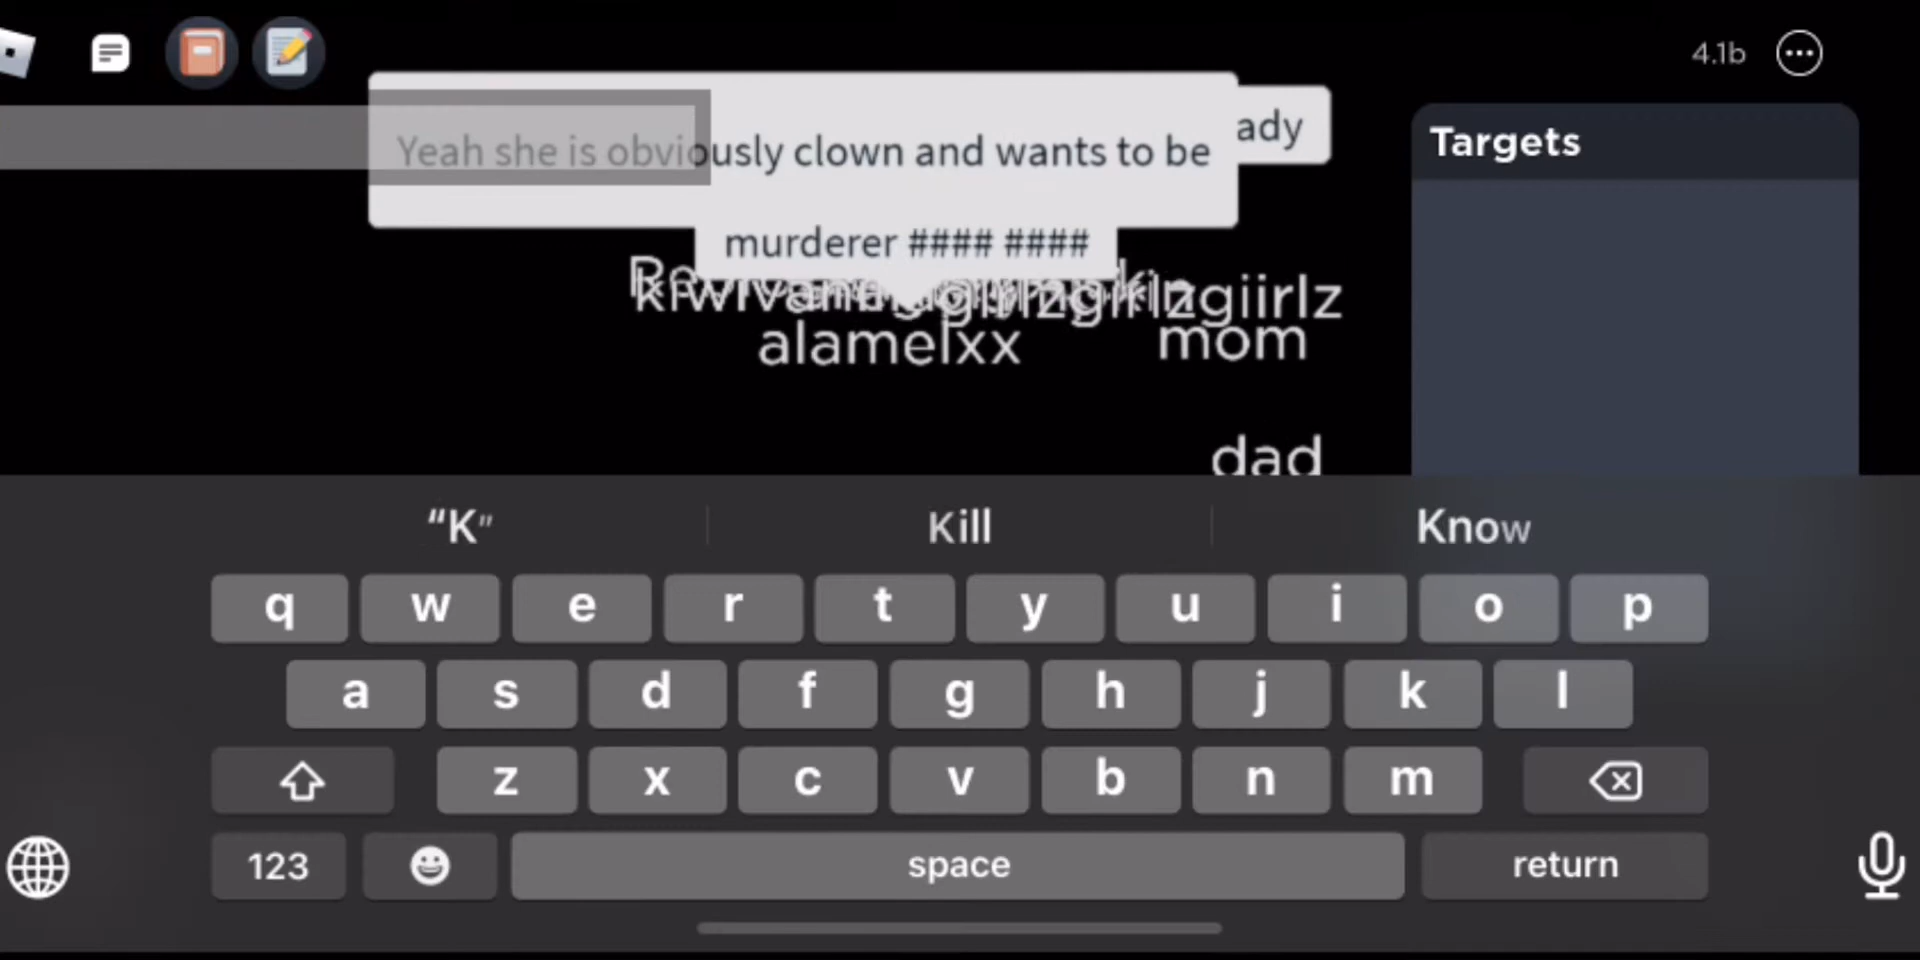 4.1b
ady
Yeah she is obviously clown and wants to be
murderer #### ####
Targets
alamelxx
mom
dad
“K” Kill Know
q w e r t y u i o p
a s d f g h j k l
z x c v b n m
123 space return